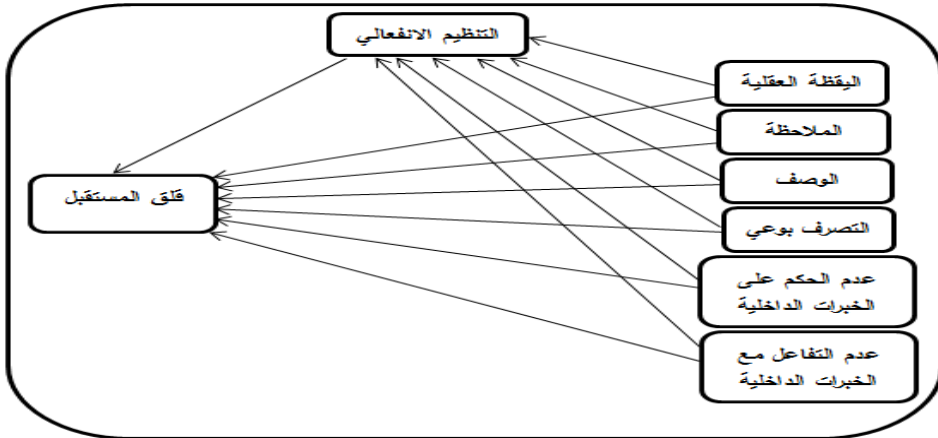 التنظيم الانفعالي
اليقظة العقلية
الملاحظة
الوصف
التصرف بوعي
عدم الحكم على
الخبرات الداخلية
عدم التفاعل مع
الخبرات الداخلية
قلق المستقبل